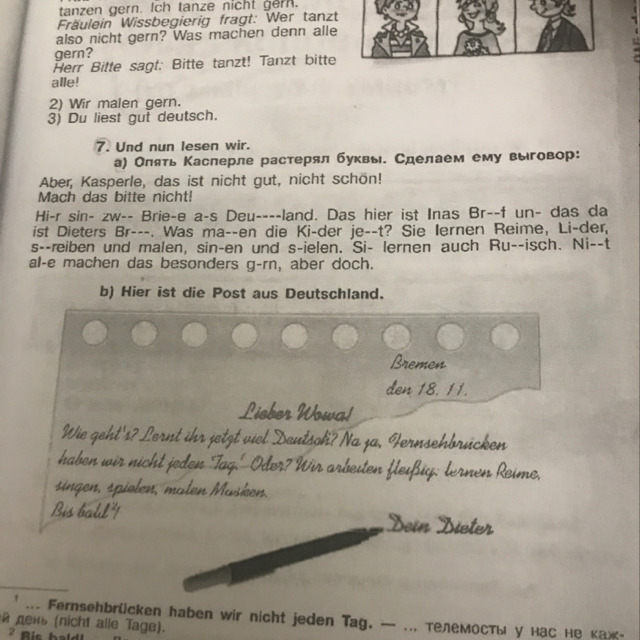 tanzen gern. Ich tanze nicht gern.
Fräulein Wissbegierig fragt: Wer tanzt
also nicht gern? Was machen denn alle
gern?
Herr Bitte sagt: Bitte tanzt! Tanzt bitte
alle!
2) Wir malen gern.
3) Du liest gut deutsch.
7. Und nun lesen wir.
a) Опять Касперле растерял буквы. Сделаем ему выговор:
Aber, Kasperle, das ist nicht gut, nicht schön!
Mach das bitte nicht!
Hi-r sin- zw-- Brie-e a-s Deu----land. Das hier ist Inas Br--f un- das da
ist Dieters Br---. Was ma--en die Ki-der je--t? Sie lernen Reime, Li-der,
s--reiben und malen, sin-en und s-ielen. Si- lernen auch Ru--isch. Ni--t
al-e machen das besonders g-rn, aber doch.
b) Hier ist die Post aus Deutschland.
Bremen
den 18. 11.
Lieber Wowa!
Wie geht's? Lernt ihr jetzt viel Deutsch? Na ja, Fernsehbrücken
haben wir nicht jeden Tag.¹ Oder? Wir arbeiten fleißig: lernen Reime,
singen, spielen, malen Masken.
Bis bald!²
Dein Dieter
¹ ... Fernsehbrücken haben wir nicht jeden Tag. — ... телемосты у нас не каж-
й день (nicht alle Tage).
² Bis bald!